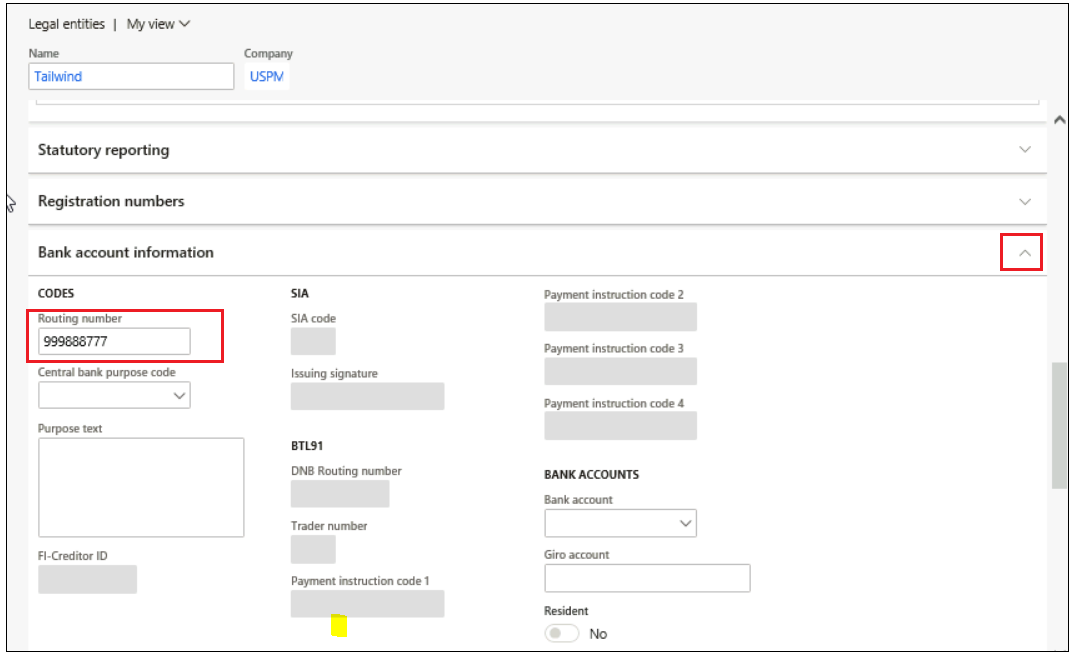 Legal entities | My view
Name
Company
Tailwind
USPM
Statutory reporting
Registration numbers
Bank account information
CODES
Routing number
999888777
Central bank purpose code
Purpose text
FI-Creditor ID
SIA
SIA code
Issuing signature
BTL91
DNB Routing number
Trader number
Payment instruction code 1
Payment instruction code 2
Payment instruction code 3
Payment instruction code 4
BANK ACCOUNTS
Bank account
Giro account
Resident
No